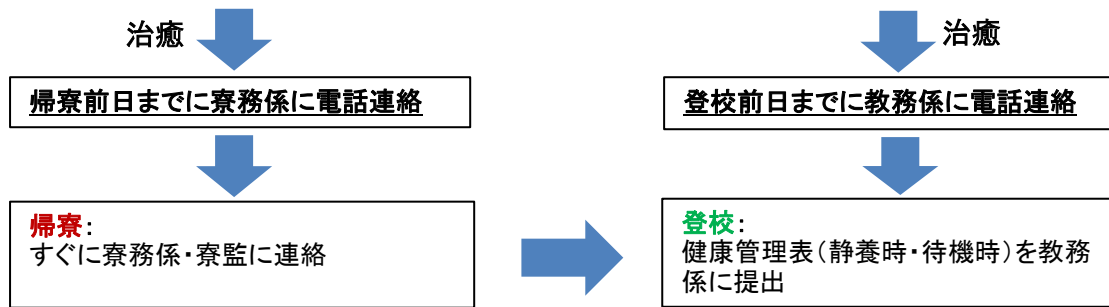 治癒
治癒
帰寮前日までに寮務係に電話連絡
登校前日までに教務係に電話連絡
帰寮：
すぐに寮務係・寮監に連絡
登校：
健康管理表（静養時・待機時）を教務
係に提出